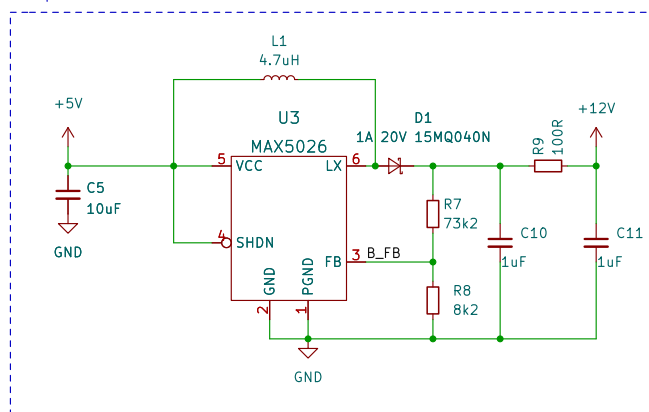 L1
4.7uH
+5V
U3
MAX5026
D1
1A 20V 15MQ040N
+12V
R9
100R
5
VCC
6
LX
C5
10uF
GND
4
SHDN
R7
73k2
C10
1uF
C11
1uF
FB
3
B_FB
R8
8k2
GND
PGND
2
1
GND